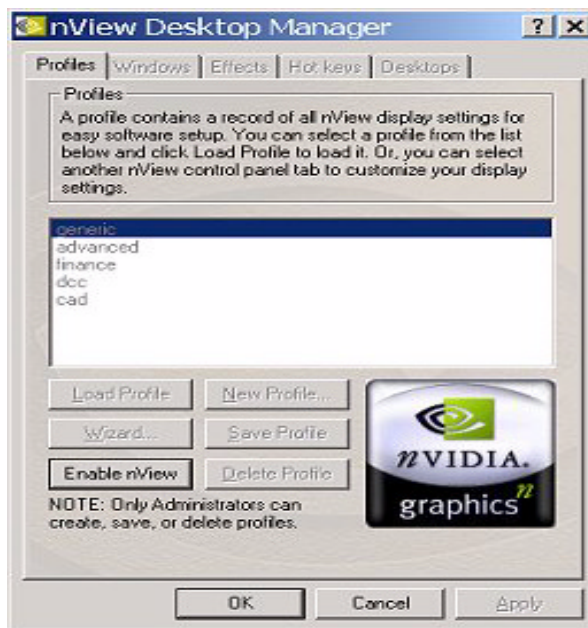 nView Desktop Manager
Profiles Windows Effects Hot keys Desktops
Profiles
A profile contains a record of all nView display settings for
easy software setup. You can select a profile from the list
below and click Load Profile to load it. Or, you can select
another nView control panel tab to customize your display
settings.
generic
advanced
finance
dcc
cad
Load Profile New Profile...
Wizard... Save Profile
Enable nView Delete Profile
NOTE: Only Administrators can
create, save, or delete profiles.
nVIDIA.
graphics n
OK Cancel Apply